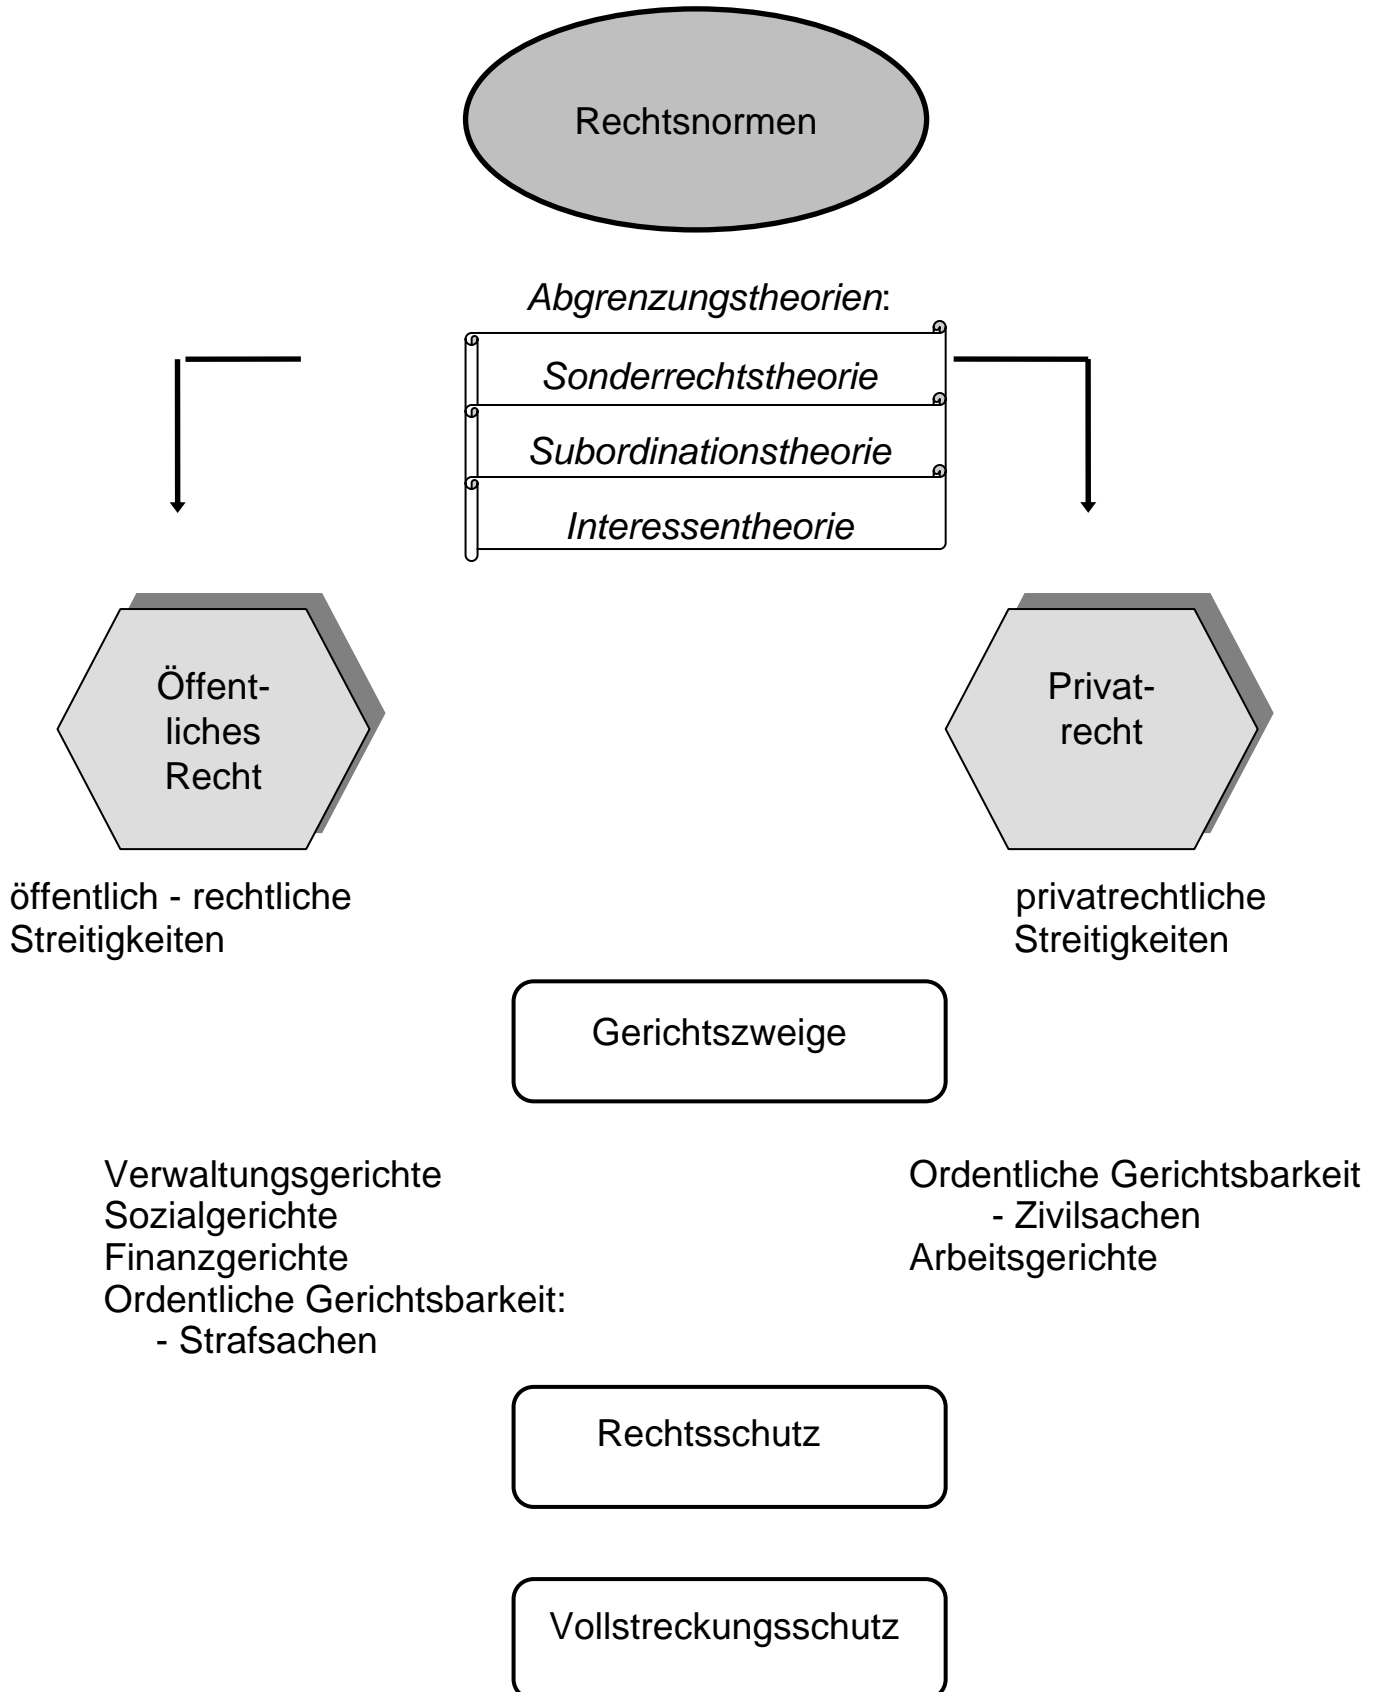 Rechtsnormen
Abgrenzungstheorien:
Sonderrechtstheorie
Subordinationstheorie
Interessentheorie
Öffent-
liches
Recht
Privat-
recht
öffentlich - rechtliche
Streitigkeiten
privatrechtliche
Streitigkeiten
Gerichtszweige
Verwaltungsgerichte
Sozialgerichte
Finanzgerichte
Ordentliche Gerichtsbarkeit:
- Strafsachen
Ordentliche Gerichtsbarkeit
- Zivilsachen
Arbeitsgerichte
Rechtsschutz
Vollstreckungsschutz